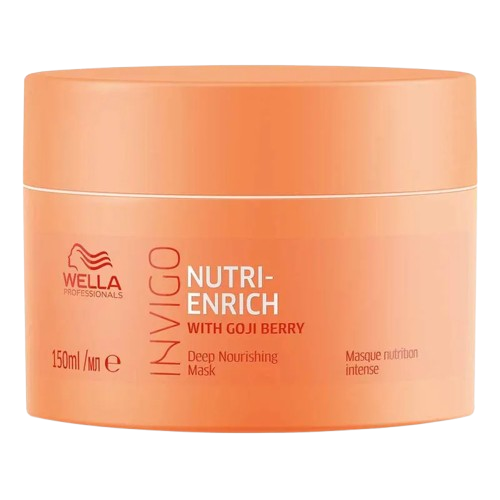 WELLA
PROFESSIONALS
150ml /мл e
INVIGO
NUTRI-
ENRICH
WITH GOJI BERRY
Deep Nourishing
Mask
Masque nutrition
intense